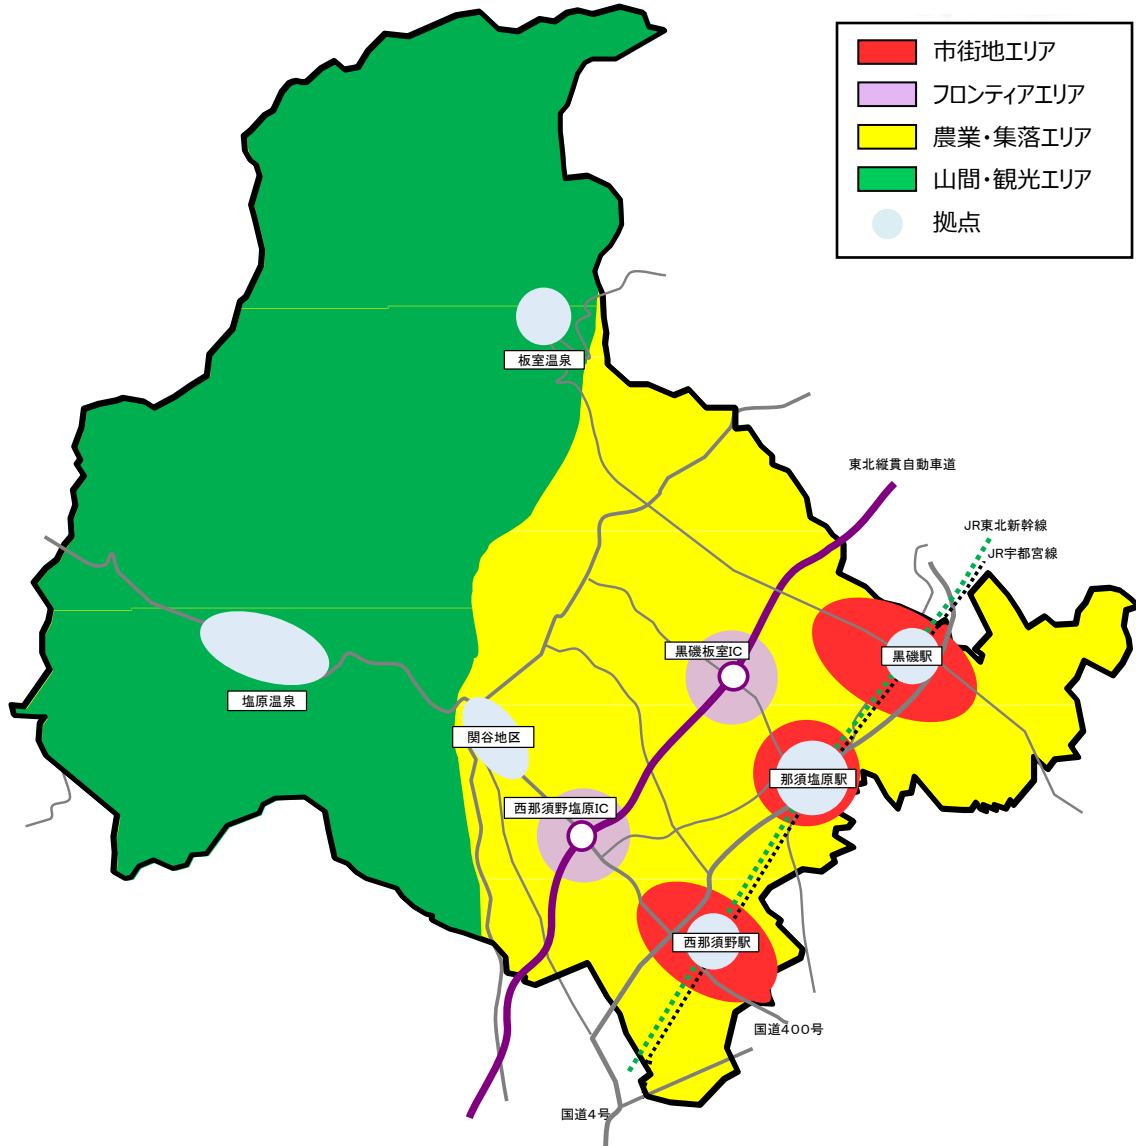 市街地エリア
フロンティアエリア
農業・集落エリア
山間・観光エリア
拠点
板室温泉
東北縦貫自動車道
JR東北新幹線
JR宇都宮線
黒磯板室IC
黒磯駅
塩原温泉
関谷地区
那須塩原駅
西那須野塩原IC
西那須野駅
国道400号
国道4号